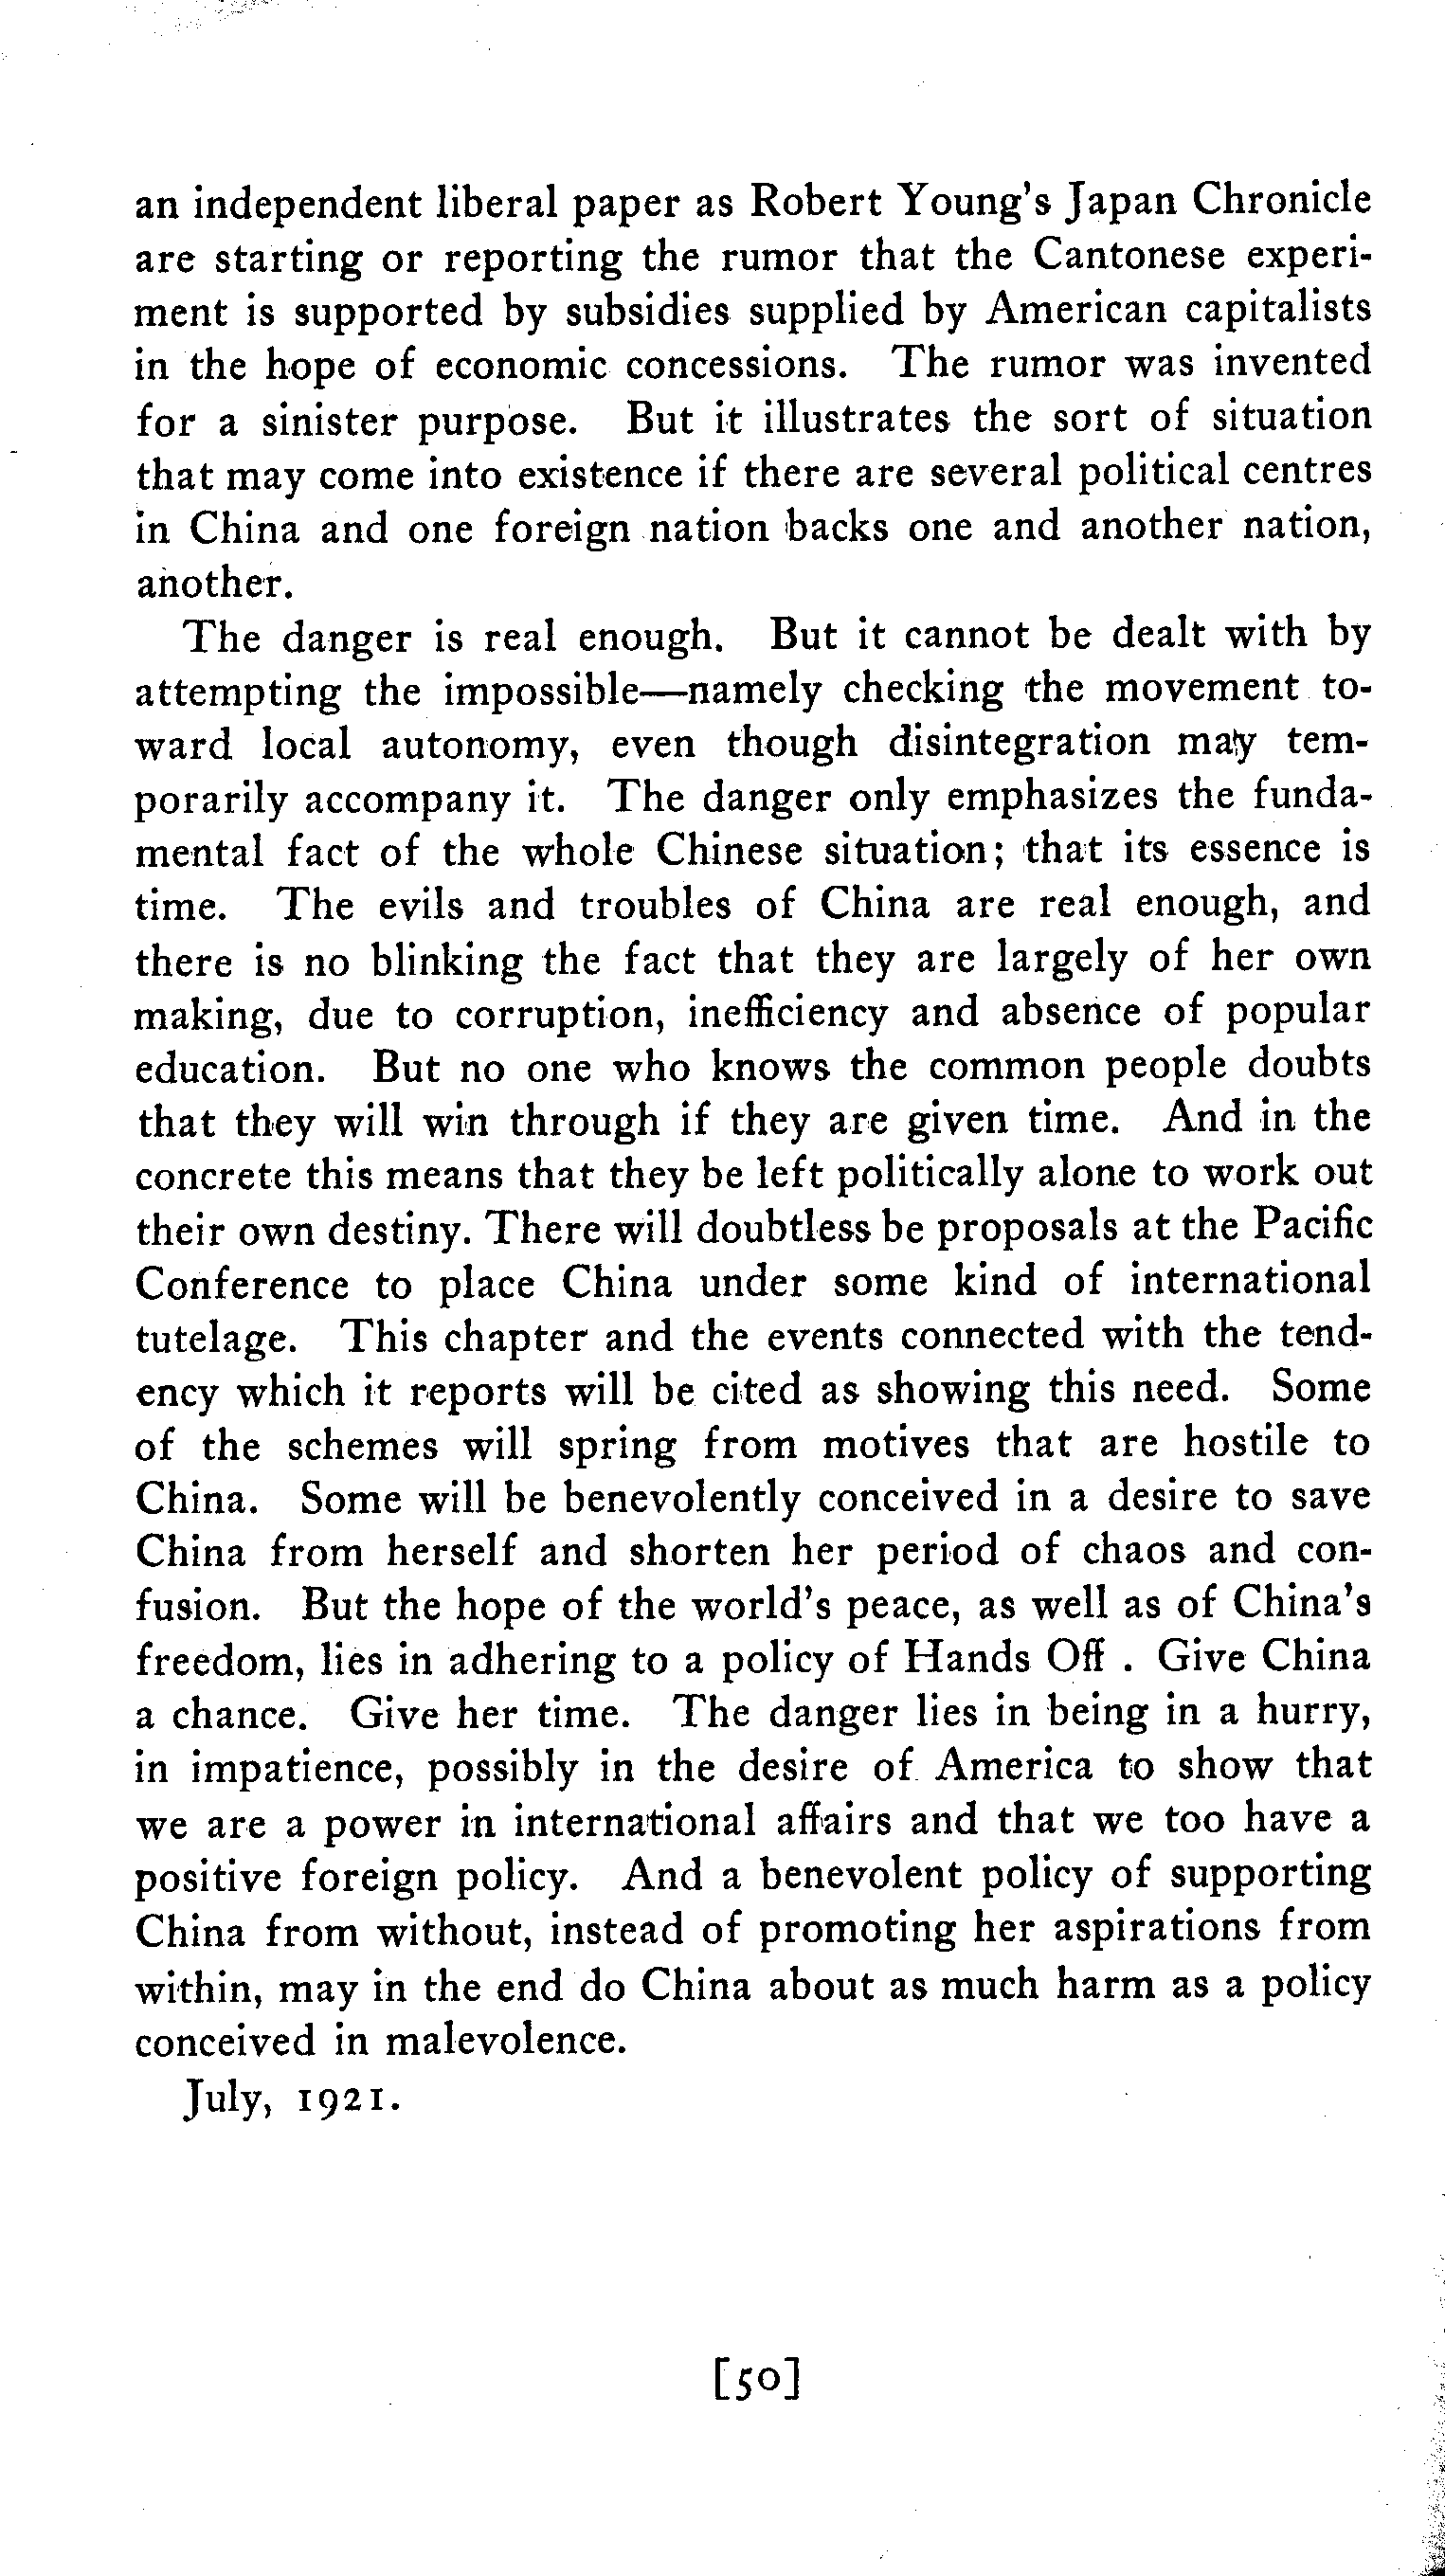 an independent liberal paper as Robert Young's Japan Chronicle
are starting or reporting the rumor that the Cantonese experi-
ment is supported by subsidies supplied by American capitalists
in the hope of economic concessions. The rumor was invented
for a sinister purpose. But it illustrates the sort of situation
that may come into existence if there are several political centres
in China and one foreign nation backs one and another nation,
another.
The danger is real enough. But it cannot be dealt with by
attempting the impossible—namely checking the movement to-
ward local autonomy, even though disintegration may tem-
porarily accompany it. The danger only emphasizes the funda-
mental fact of the whole Chinese situation; that its essence is
time. The evils and troubles of China are real enough, and
there is no blinking the fact that they are largely of her own
making, due to corruption, inefficiency and absence of popular
education. But no one who knows the common people doubts
that they will win through if they are given time. And in the
concrete this means that they be left politically alone to work out
their own destiny. There will doubtless be proposals at the Pacific
Conference to place China under some kind of international
tutelage. This chapter and the events connected with the tend-
ency which it reports will be cited as showing this need. Some
of the schemes will spring from motives that are hostile to
China. Some will be benevolently conceived in a desire to save
China from herself and shorten her period of chaos and con-
fusion. But the hope of the world's peace, as well as of China's
freedom, lies in adhering to a policy of Hands Off . Give China
a chance. Give her time. The danger lies in being in a hurry,
in impatience, possibly in the desire of America to show that
we are a power in international affairs and that we too have a
positive foreign policy. And a benevolent policy of supporting
China from without, instead of promoting her aspirations from
within, may in the end do China about as much harm as a policy
conceived in malevolence.
July, 1921.
[50]